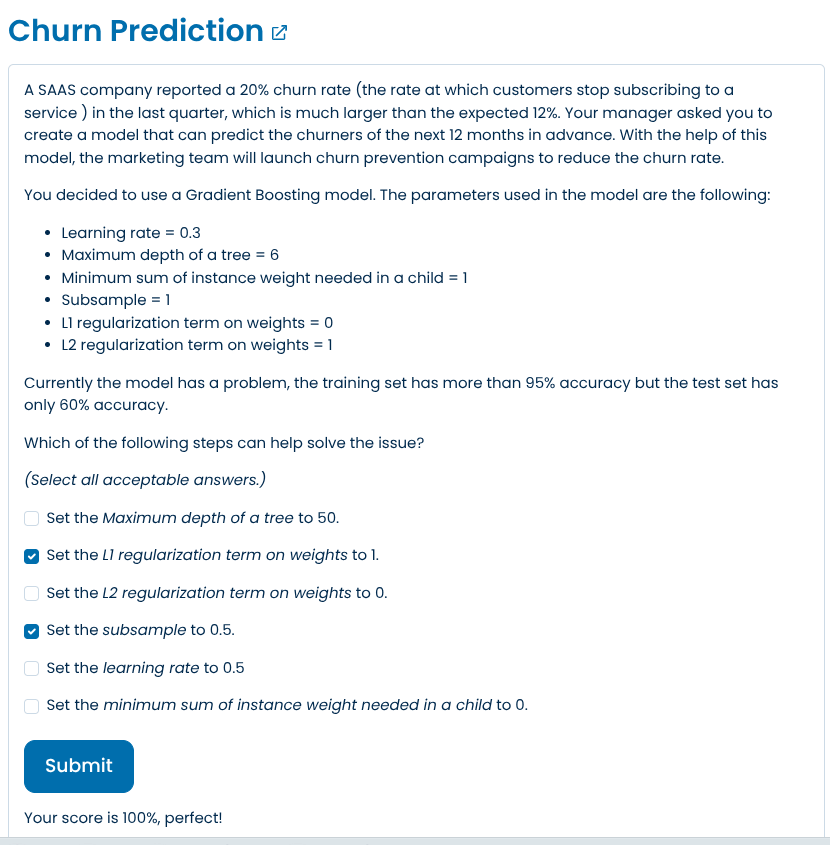 Churn Prediction
A SAAS company reported a 20% churn rate (the rate at which customers stop subscribing to a
service ) in the last quarter, which is much larger than the expected 12%. Your manager asked you to
create a model that can predict the churners of the next 12 months in advance. With the help of this
model, the marketing team will launch churn prevention campaigns to reduce the churn rate.
You decided to use a Gradient Boosting model. The parameters used in the model are the following:
• Learning rate = 0.3
• Maximum depth of a tree = 6
• Minimum sum of instance weight needed in a child = 1
• Subsample = 1
• L1 regularization term on weights = 0
• L2 regularization term on weights = 1
Currently the model has a problem, the training set has more than 95% accuracy but the test set has
only 60% accuracy.
Which of the following steps can help solve the issue?
(Select all acceptable answers.)
Set the Maximum depth of a tree to 50.
Set the L1 regularization term on weights to 1.
Set the L2 regularization term on weights to 0.
Set the subsample to 0.5.
Set the learning rate to 0.5
Set the minimum sum of instance weight needed in a child to 0.
Submit
Your score is 100%, perfect!